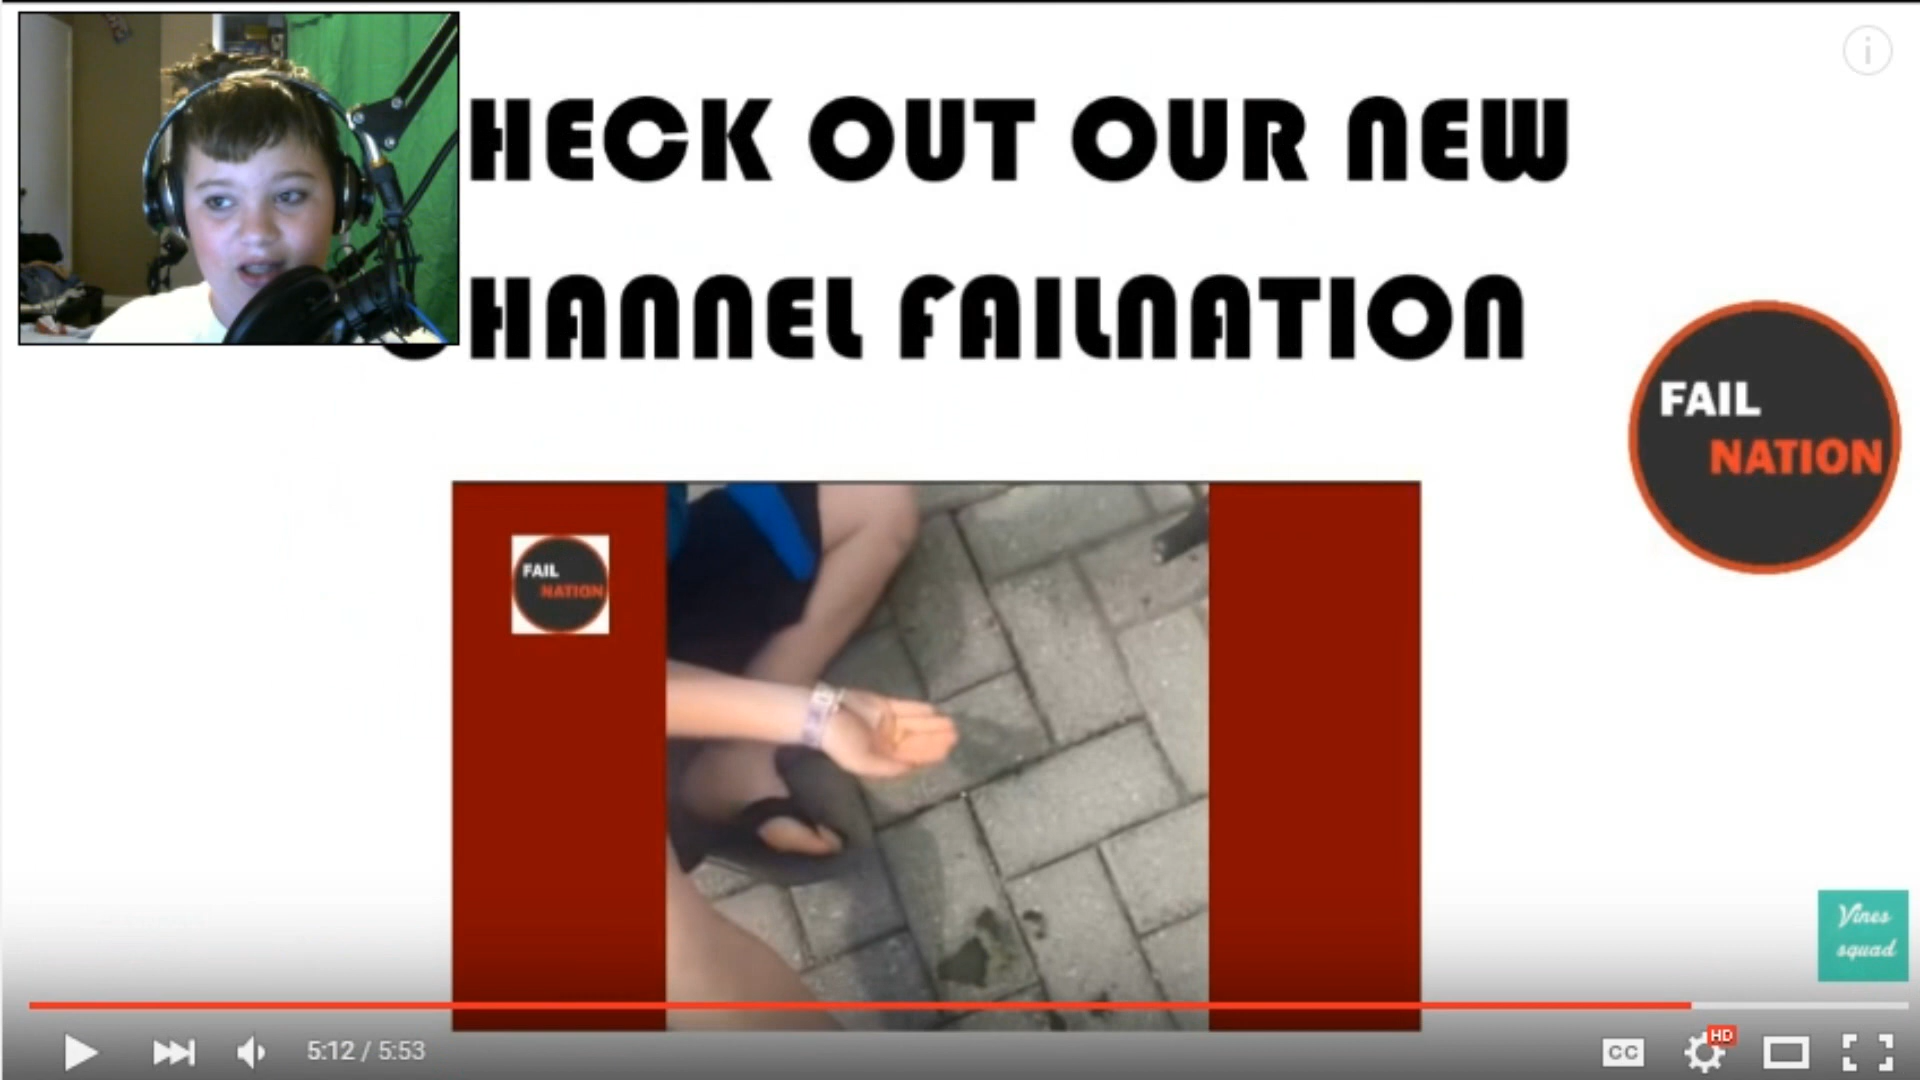 HECK OUT OUR NEW
HANNEL FAILNATION
FAIL
NATION
FAIL
NATION
Vines
squad
5:12 / 5:53
CC
HD